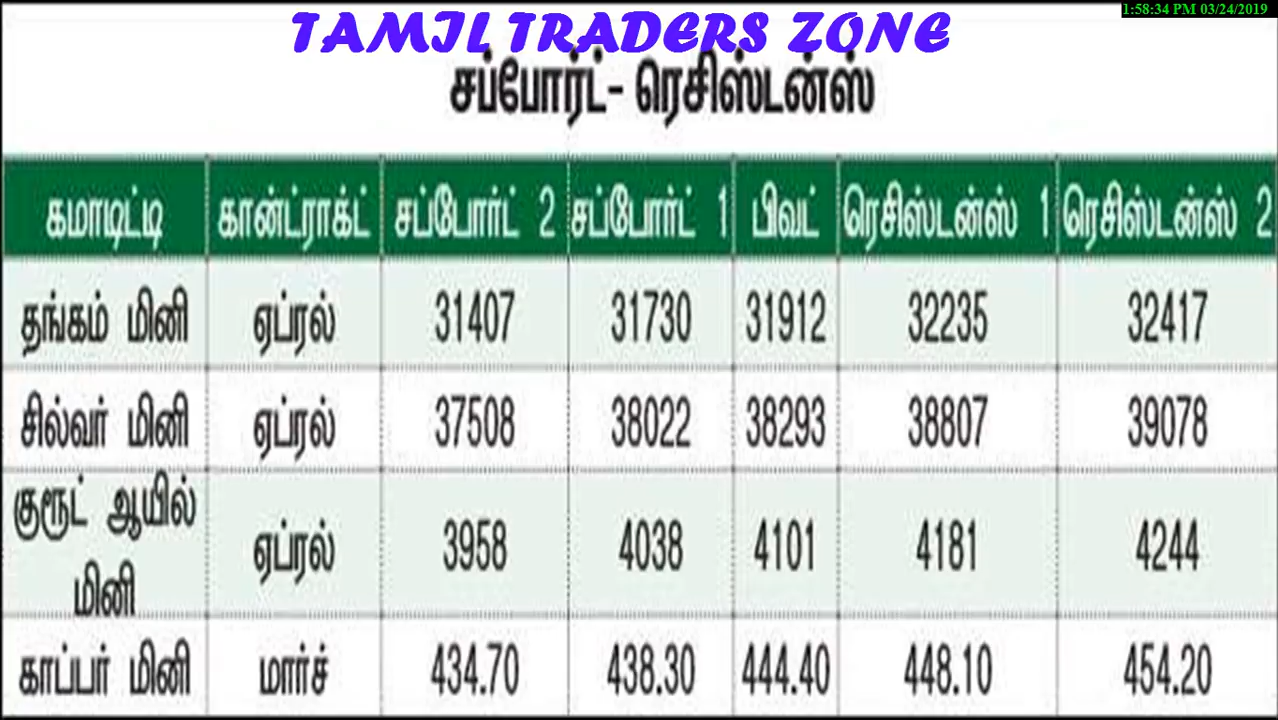 1:58:34 PM 03/24/2019
TAMIL TRADERS ZONE
சப்போர்ட்- ரெசிஸ்டன்ஸ்
கமாடிட்டி கான்ட்ராக்ட் சப்போர்ட் 2 சப்போர்ட் 1 பிவட் ரெசிஸ்டன்ஸ் 1 ரெசிஸ்டன்ஸ் 2
தங்கம் மினி ஏப்ரல் 31407 31730 31912 32235 32417
சில்வர் மினி ஏப்ரல் 37508 38022 38293 38807 39078
குரூட் ஆயில்
மினி ஏப்ரல் 3958 4038 4101 4181 4244
காப்பர் மினி மார்ச் 434.70 438.30 444.40 448.10 454.20